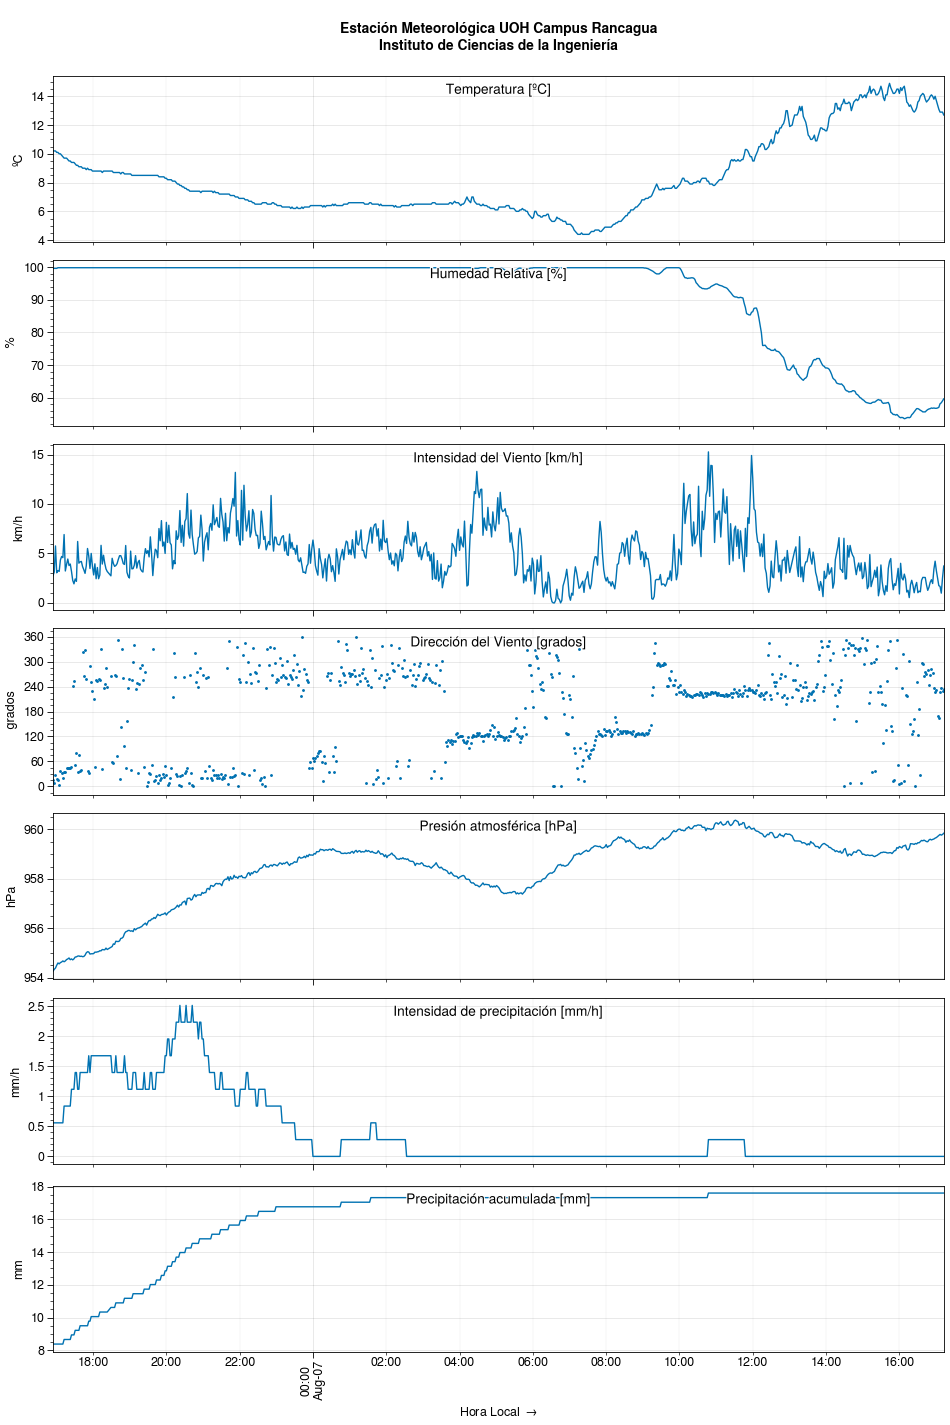 Estación Meteorológica UOH Campus Rancagua
Instituto de Ciencias de la Ingeniería
Temperatura [ºC]
14
12
10
8
6
4
ºC
Humedad Relativa [%]
100
90
80
70
60
%
Intensidad del Viento [km/h]
15
10
5
0
km/h
Dirección del Viento [grados]
360
300
240
180
120
60
0
grados
Presión atmosférica [hPa]
960
958
956
954
hPa
Intensidad de precipitación [mm/h]
2.5
2
1.5
1
0.5
0
mm/h
Precipitación acumulada [mm]
18
16
14
12
10
8
mm
18:00 20:00 22:00 00:00 02:00 04:00 06:00 08:00 10:00 12:00 14:00 16:00
Aug-07
Hora Local →